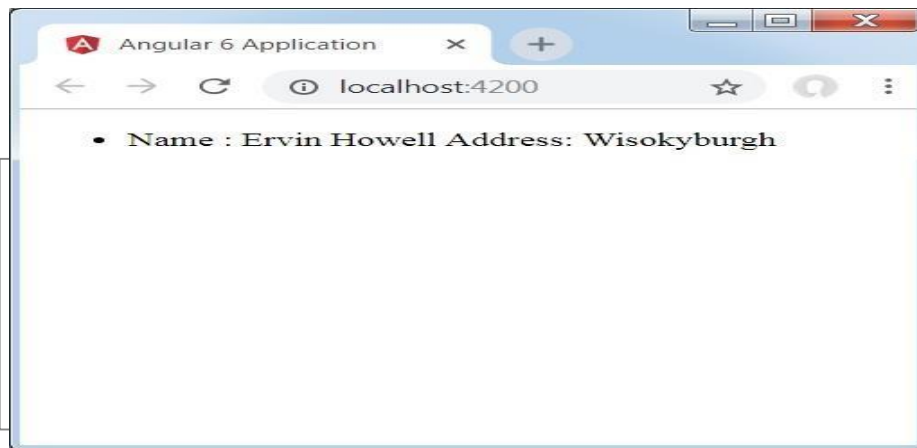 Angular 6 Application
localhost:4200
• Name : Ervin Howell Address: Wisokyburgh